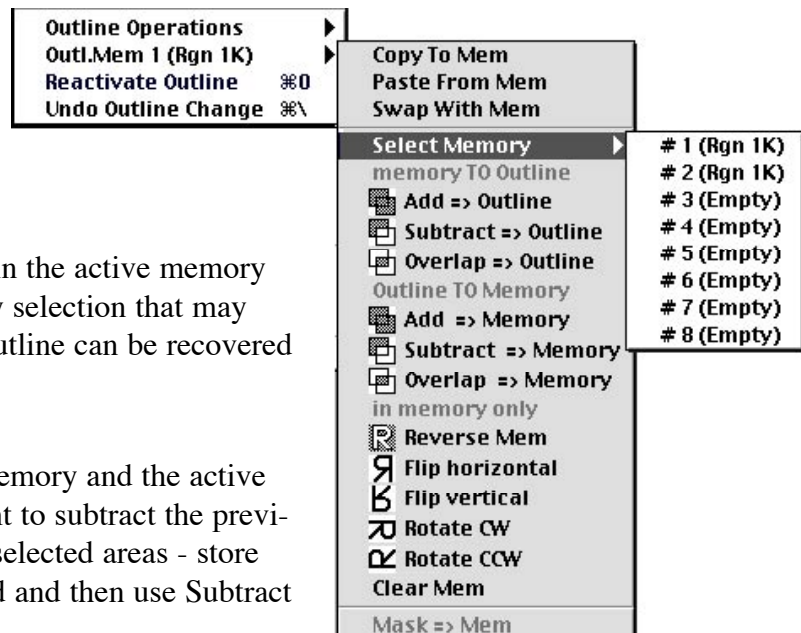 Outline Operations
Outl.Mem 1 (Rgn 1K)
Reactivate Outline ⌘0
Undo Outline Change ⌘\
Copy To Mem
Paste From Mem
Swap With Mem
Select Memory
memory TO Outline
Add => Outline
Subtract => Outline
Overlap => Outline
Outline TO Memory
Add => Memory
Subtract => Memory
Overlap => Memory
in memory only
Reverse Mem
Flip horizontal
Flip vertical
Rotate CW
Rotate CCW
Clear Mem
Mask => Mem
# 1 (Rgn 1K)
# 2 (Rgn 1K)
# 3 (Empty)
# 4 (Empty)
# 5 (Empty)
# 6 (Empty)
# 7 (Empty)
# 8 (Empty)
in the active memory
y selection that may
utline can be recovered
emory and the active
nt to subtract the previ-
selected areas - store
d and then use Subtract